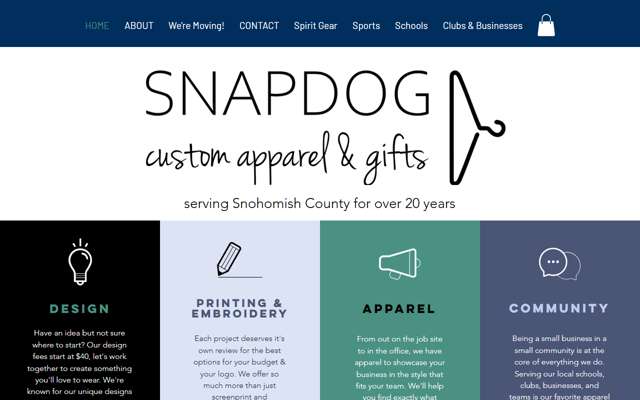 HOME ABOUT We're Moving! CONTACT Spirit Gear Sports Schools Clubs & Businesses
SNAPDOG
custom apparel & gifts
serving Snohomish County for over 20 years
DESIGN
Have an idea but not sure
where to start? Our design
fees start at $40, let's work
together to create something
you'll love to wear. We're
known for our unique designs
PRINTING &
EMBROIDERY
Each project deserves it's
own review for the best
options for your budget &
your logo. We offer so
much more than just
screenprint and
APPAREL
From out on the job site
to in the office, we have
apparel to showcase your
business in the style that
fits your team. We'll help
you find exactly what
COMMUNITY
Being a small business in a
small community is at the
core of everything we do.
Serving our local schools,
clubs, businesses, and
teams is our favorite apparel